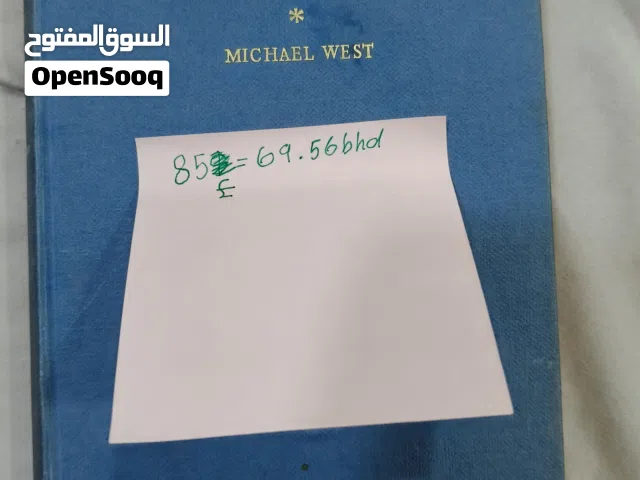 السوق المفتوح
OpenSooq
*
MICHAEL WEST
85 = 69.56bhd
£